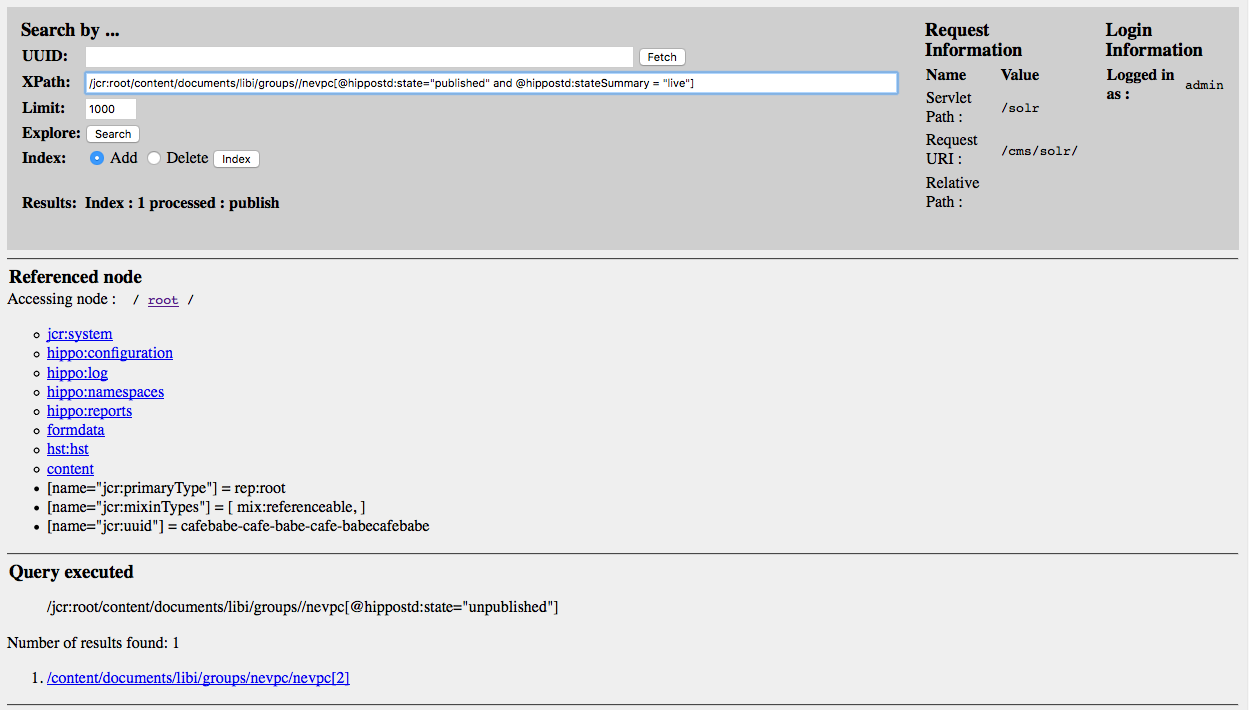 Search by ...
UUID: Fetch
XPath: /jcr:root/content/documents/libi/groups//nevpc[@hippostd:state="published" and @hippostd:stateSummary = "live"]
Limit: 1000
Explore: Search
Index: Add Delete Index
Results: Index : 1 processed : publish
Request
Information
Name Value
Servlet
Path : /solr
Request
URI : /cms/solr/
Relative
Path :
Login
Information
Logged in
as : admin
Referenced node
Accessing node : / root /
jcr:system
hippo:configuration
hippo:log
hippo:namespaces
hippo:reports
formdata
hst:hst
content
[name="jcr:primaryType"] = rep:root
[name="jcr:mixinTypes"] = [ mix:referenceable, ]
[name="jcr:uuid"] = cafebabe-cafe-babe-cafe-babecafebabe
Query executed
/jcr:root/content/documents/libi/groups//nevpc[@hippostd:state="unpublished"]
Number of results found: 1
1. /content/documents/libi/groups/nevpc/nevpc[2]